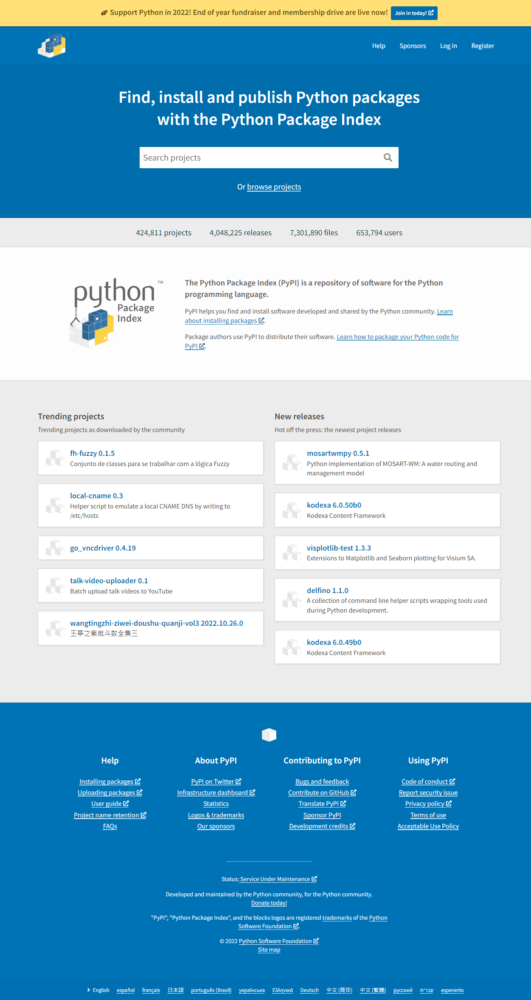 Support Python in 2022! End of year fundraiser and membership drive are live now! Join in today!
Help Sponsors Log in Register
Find, install and publish Python packages
with the Python Package Index
Search projects
Or browse projects
424,811 projects 4,048,225 releases 7,301,890 files 653,794 users
python ™
Package
Index
The Python Package Index (PyPI) is a repository of software for the Python
programming language.
PyPI helps you find and install software developed and shared by the Python community. Learn
about installing packages.
Package authors use PyPI to distribute their software. Learn how to package your Python code for
PyPI.
Trending projects
Trending projects as downloaded by the community
fh-fuzzy 0.1.5
Conjunto de classes para se trabalhar com a lógica Fuzzy
local-cname 0.3
Helper script to emulate a local CNAME DNS by writing to
/etc/hosts
go_vncdriver 0.4.19
talk-video-uploader 0.1
Batch upload talk videos to YouTube
wangtingzhi-ziwei-doushu-quanji-vol3 2022.10.26.0
王亭之紫微斗数全集三
New releases
Hot off the press: the newest project releases
mosartwmpy 0.5.1
Python implementation of MOSART-WM: A water routing and
management model
kodexa 6.0.50b0
Kodexa Content Framework
visplotlib-test 1.3.3
Extensions to Matplotlib and Seaborn plotting for Visium SA.
delfino 1.1.0
A collection of command line helper scripts wrapping tools used
during Python development.
kodexa 6.0.49b0
Kodexa Content Framework
Help
Installing packages
Uploading packages
User guide
Project name retention
FAQs
About PyPI
PyPI on Twitter
Infrastructure dashboard
Statistics
Logos & trademarks
Our sponsors
Contributing to PyPI
Bugs and feedback
Contribute on GitHub
Translate PyPI
Sponsor PyPI
Development credits
Using PyPI
Code of conduct
Report security issue
Privacy policy
Terms of use
Acceptable Use Policy
Status: Service Under Maintenance
Developed and maintained by the Python community, for the Python community.
Donate today!
"PyPI", "Python Package Index", and the blocks logos are registered trademarks of the Python
Software Foundation.
© 2022 Python Software Foundation
Site map
English español français 日本語 português (Brasil) українська Ελληνικά Deutsch 中文 (简体) 中文 (繁體) русский עברית esperanto